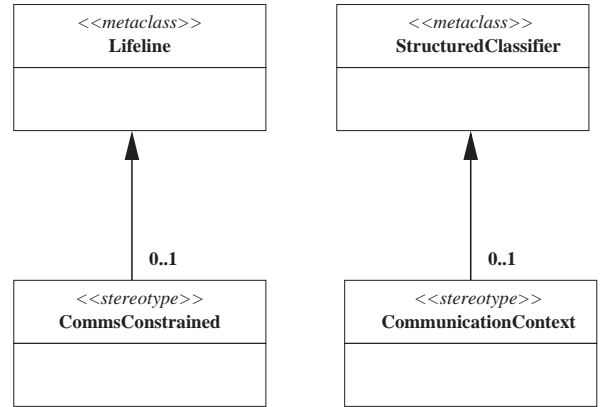 <<metaclass>>
Lifeline
<<metaclass>>
StructuredClassifier
0..1
0..1
<<stereotype>>
CommsConstrained
<<stereotype>>
CommunicationContext